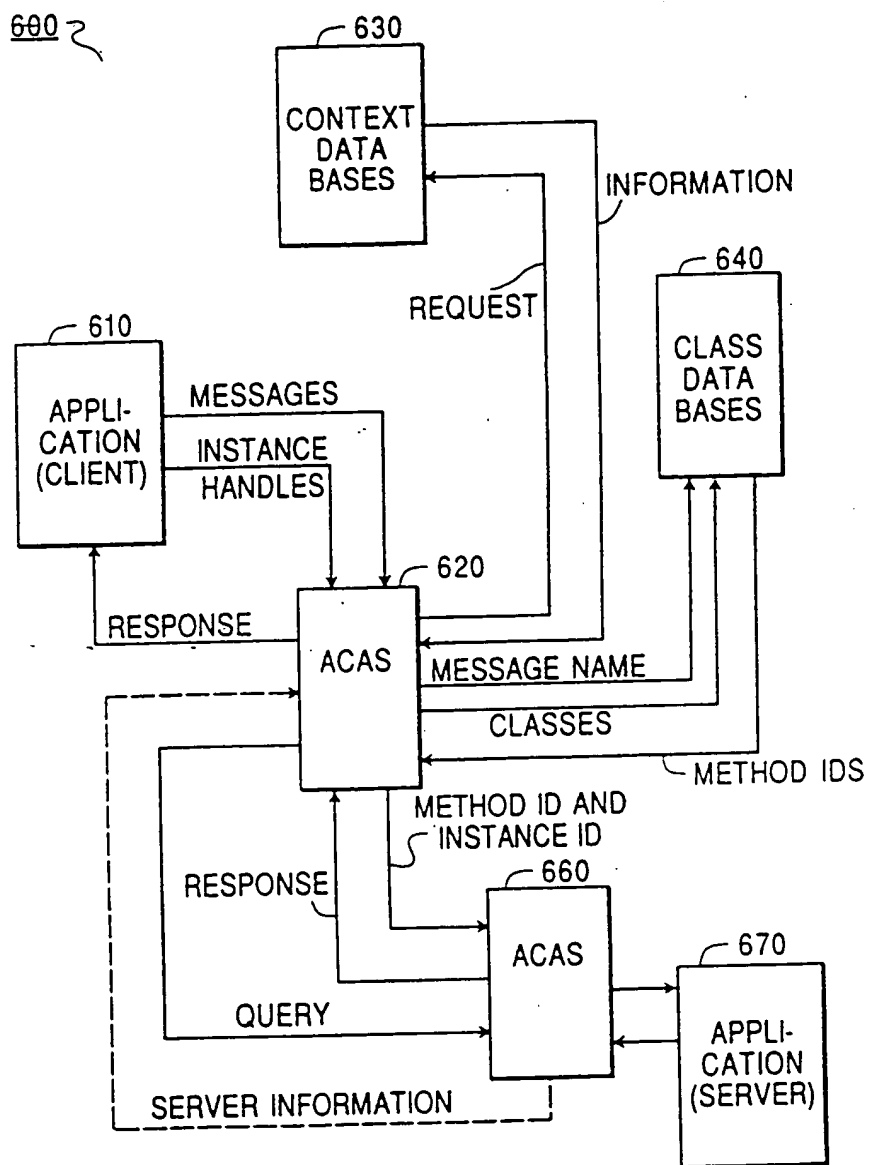 600
630
CONTEXT
DATA
BASES
INFORMATION
REQUEST
640
CLASS
DATA
BASES
610
APPLI-
CATION
(CLIENT)
MESSAGES
INSTANCE
HANDLES
620
RESPONSE
ACAS
MESSAGE NAME
CLASSES
METHOD IDS
METHOD ID AND
INSTANCE ID
RESPONSE
660
ACAS
670
APPLI-
CATION
(SERVER)
QUERY
SERVER INFORMATION